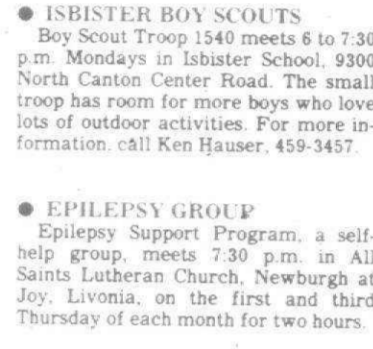 ● ISBISTER BOY SCOUTS
Boy Scout Troop 1540 meets 6 to 7:30
p.m. Mondays in Isbister School, 9300
North Canton Center Road. The small
troop has room for more boys who love
lots of outdoor activities. For more in-
formation, call Ken Hauser, 459-3457.
● EPILEPSY GROUP
Epilepsy Support Program, a self-
help group, meets 7:30 p.m. in All
Saints Lutheran Church, Newburgh at
Joy, Livonia, on the first and third
Thursday of each month for two hours.